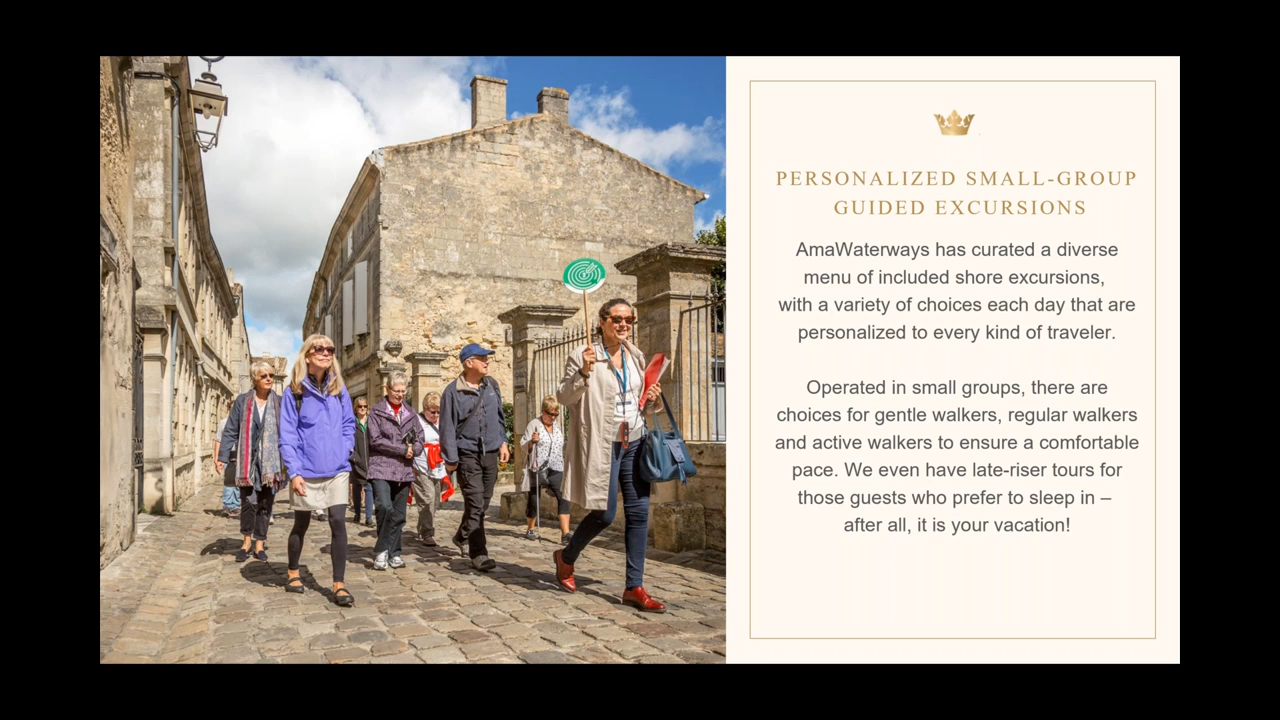 PERSONALIZED SMALL-GROUP
GUIDED EXCURSIONS
AmaWaterways has curated a diverse
menu of included shore excursions,
with a variety of choices each day that are
personalized to every kind of traveler.
Operated in small groups, there are
choices for gentle walkers, regular walkers
and active walkers to ensure a comfortable
pace. We even have late-riser tours for
those guests who prefer to sleep in –
after all, it is your vacation!